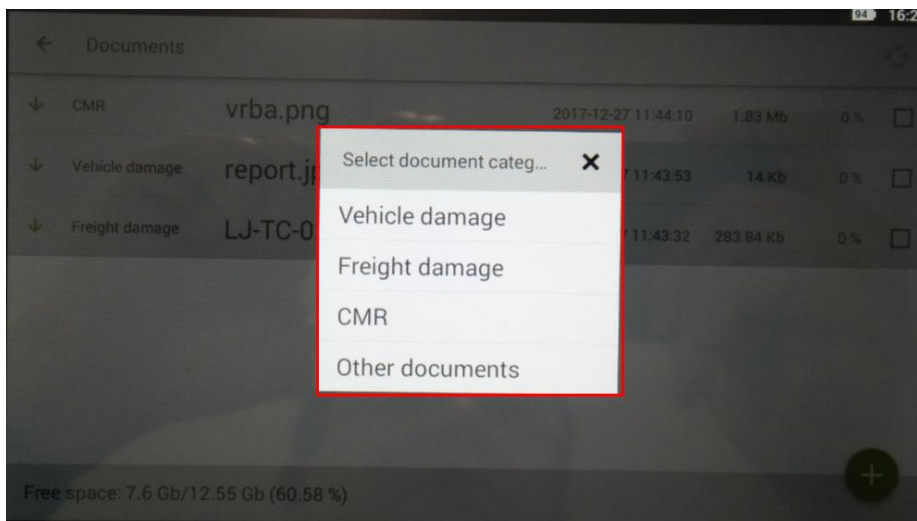 94 16:2
Documents
CMR vrba.png 2017-12-27 11:44:10 1.83 Mb 0 %
Select document categ...
Vehicle damage report.j 11:43:53 14 Kb 0 %
Vehicle damage
Freight damage LJ-TC-0 11:43:32 283.84 Kb 0 %
Freight damage
CMR
Other documents
Free space: 7.6 Gb/12.55 Gb (60.58 %)